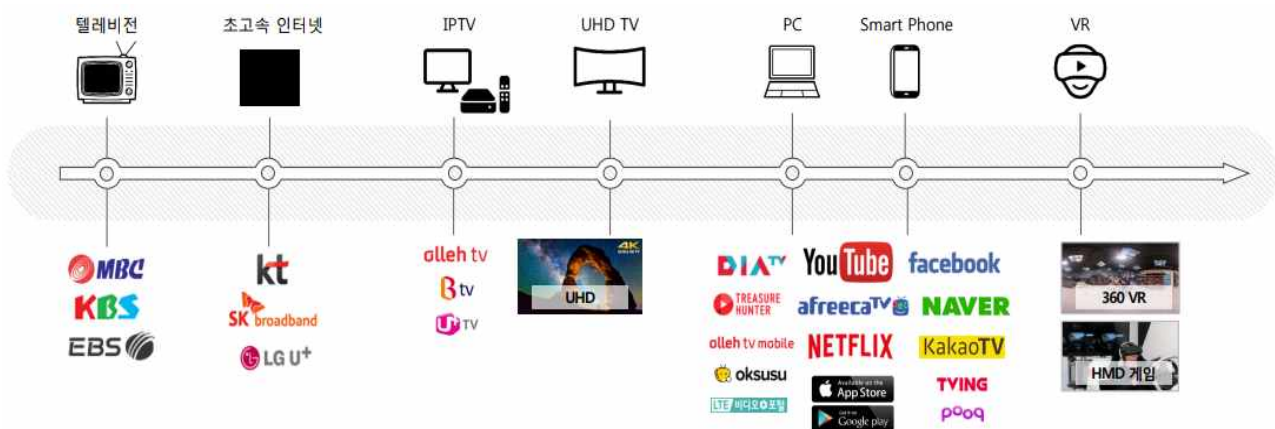 텔레비전
초고속 인터넷
IPTV
UHD TV
PC
Smart Phone
VR
MBC
KBS
EBS
kt
SK broadband
LG U+
olleh tv
B tv
U+ TV
4K
UHD
DIA TV
TREASURE
HUNTER
olleh tv mobile
oksusu
LTE 비디오포털
YouTube
afreecaTV
NETFLIX
Available on the
App Store
Google play
facebook
NAVER
KakaoTV
TVING
pooq
360 VR
HMD 게임